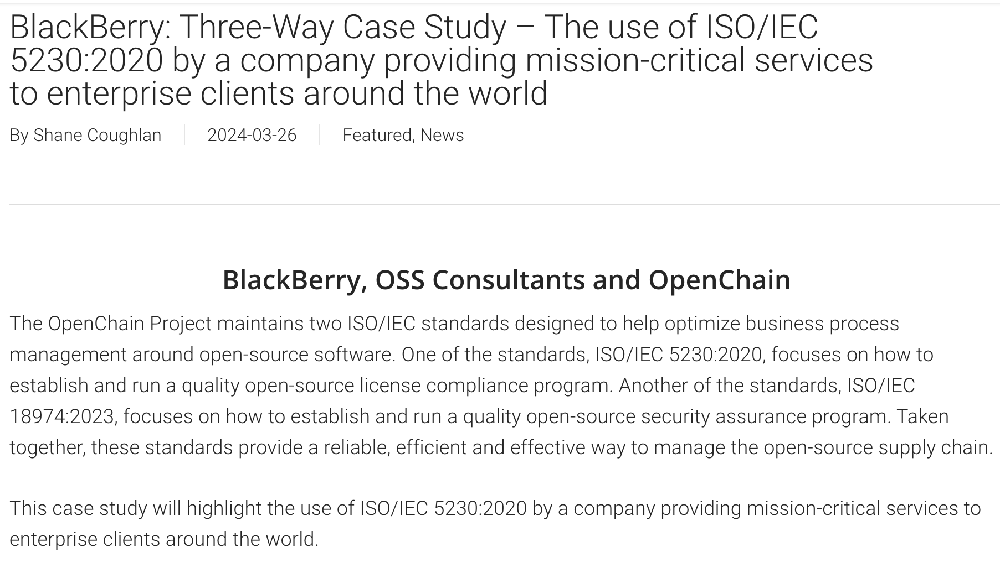 BlackBerry: Three-Way Case Study – The use of ISO/IEC
5230:2020 by a company providing mission-critical services
to enterprise clients around the world
By Shane Coughlan
2024-03-26
Featured, News
BlackBerry, OSS Consultants and OpenChain
The OpenChain Project maintains two ISO/IEC standards designed to help optimize business process
management around open-source software. One of the standards, ISO/IEC 5230:2020, focuses on how to
establish and run a quality open-source license compliance program. Another of the standards, ISO/IEC
18974:2023, focuses on how to establish and run a quality open-source security assurance program. Taken
together, these standards provide a reliable, efficient and effective way to manage the open-source supply chain.
This case study will highlight the use of ISO/IEC 5230:2020 by a company providing mission-critical services to
enterprise clients around the world.